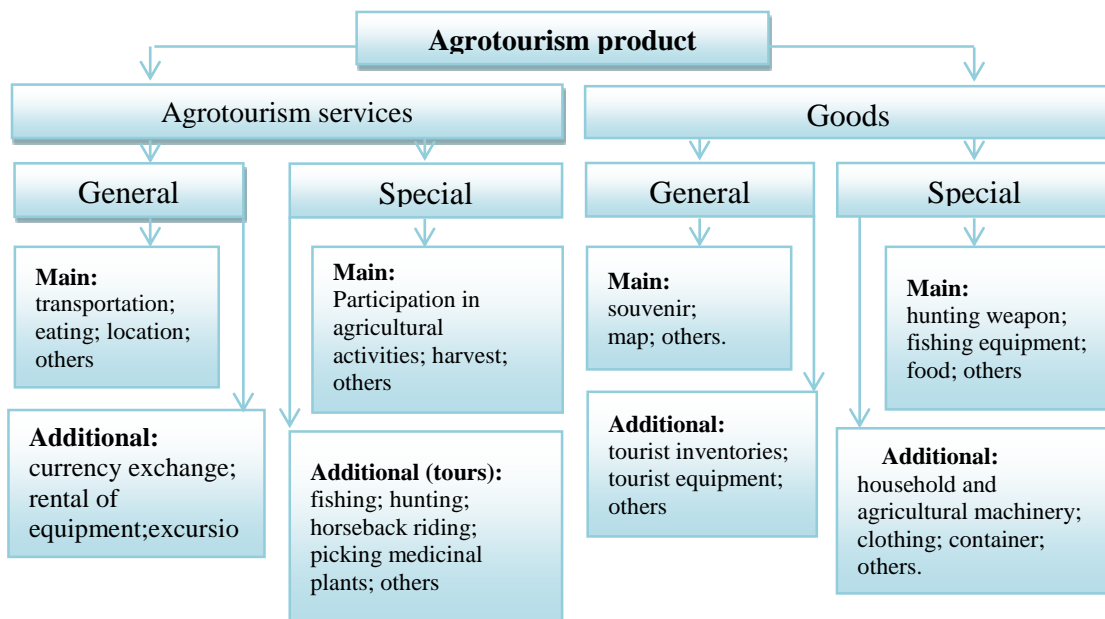 Agrotourism product
Agrotourism services
Goods
General
Special
General
Special
Main:
transportation;
eating; location;
others
Main:
Participation in
agricultural
activities; harvest;
others
Main:
souvenir;
map; others.
Main:
hunting weapon;
fishing equipment;
food; others
Additional:
currency exchange;
rental of
equipment;excursio
Additional (tours):
fishing; hunting;
horseback riding;
picking medicinal
plants; others
Additional:
tourist inventories;
tourist equipment;
others
Additional:
household and
agricultural machinery;
clothing; container;
others.